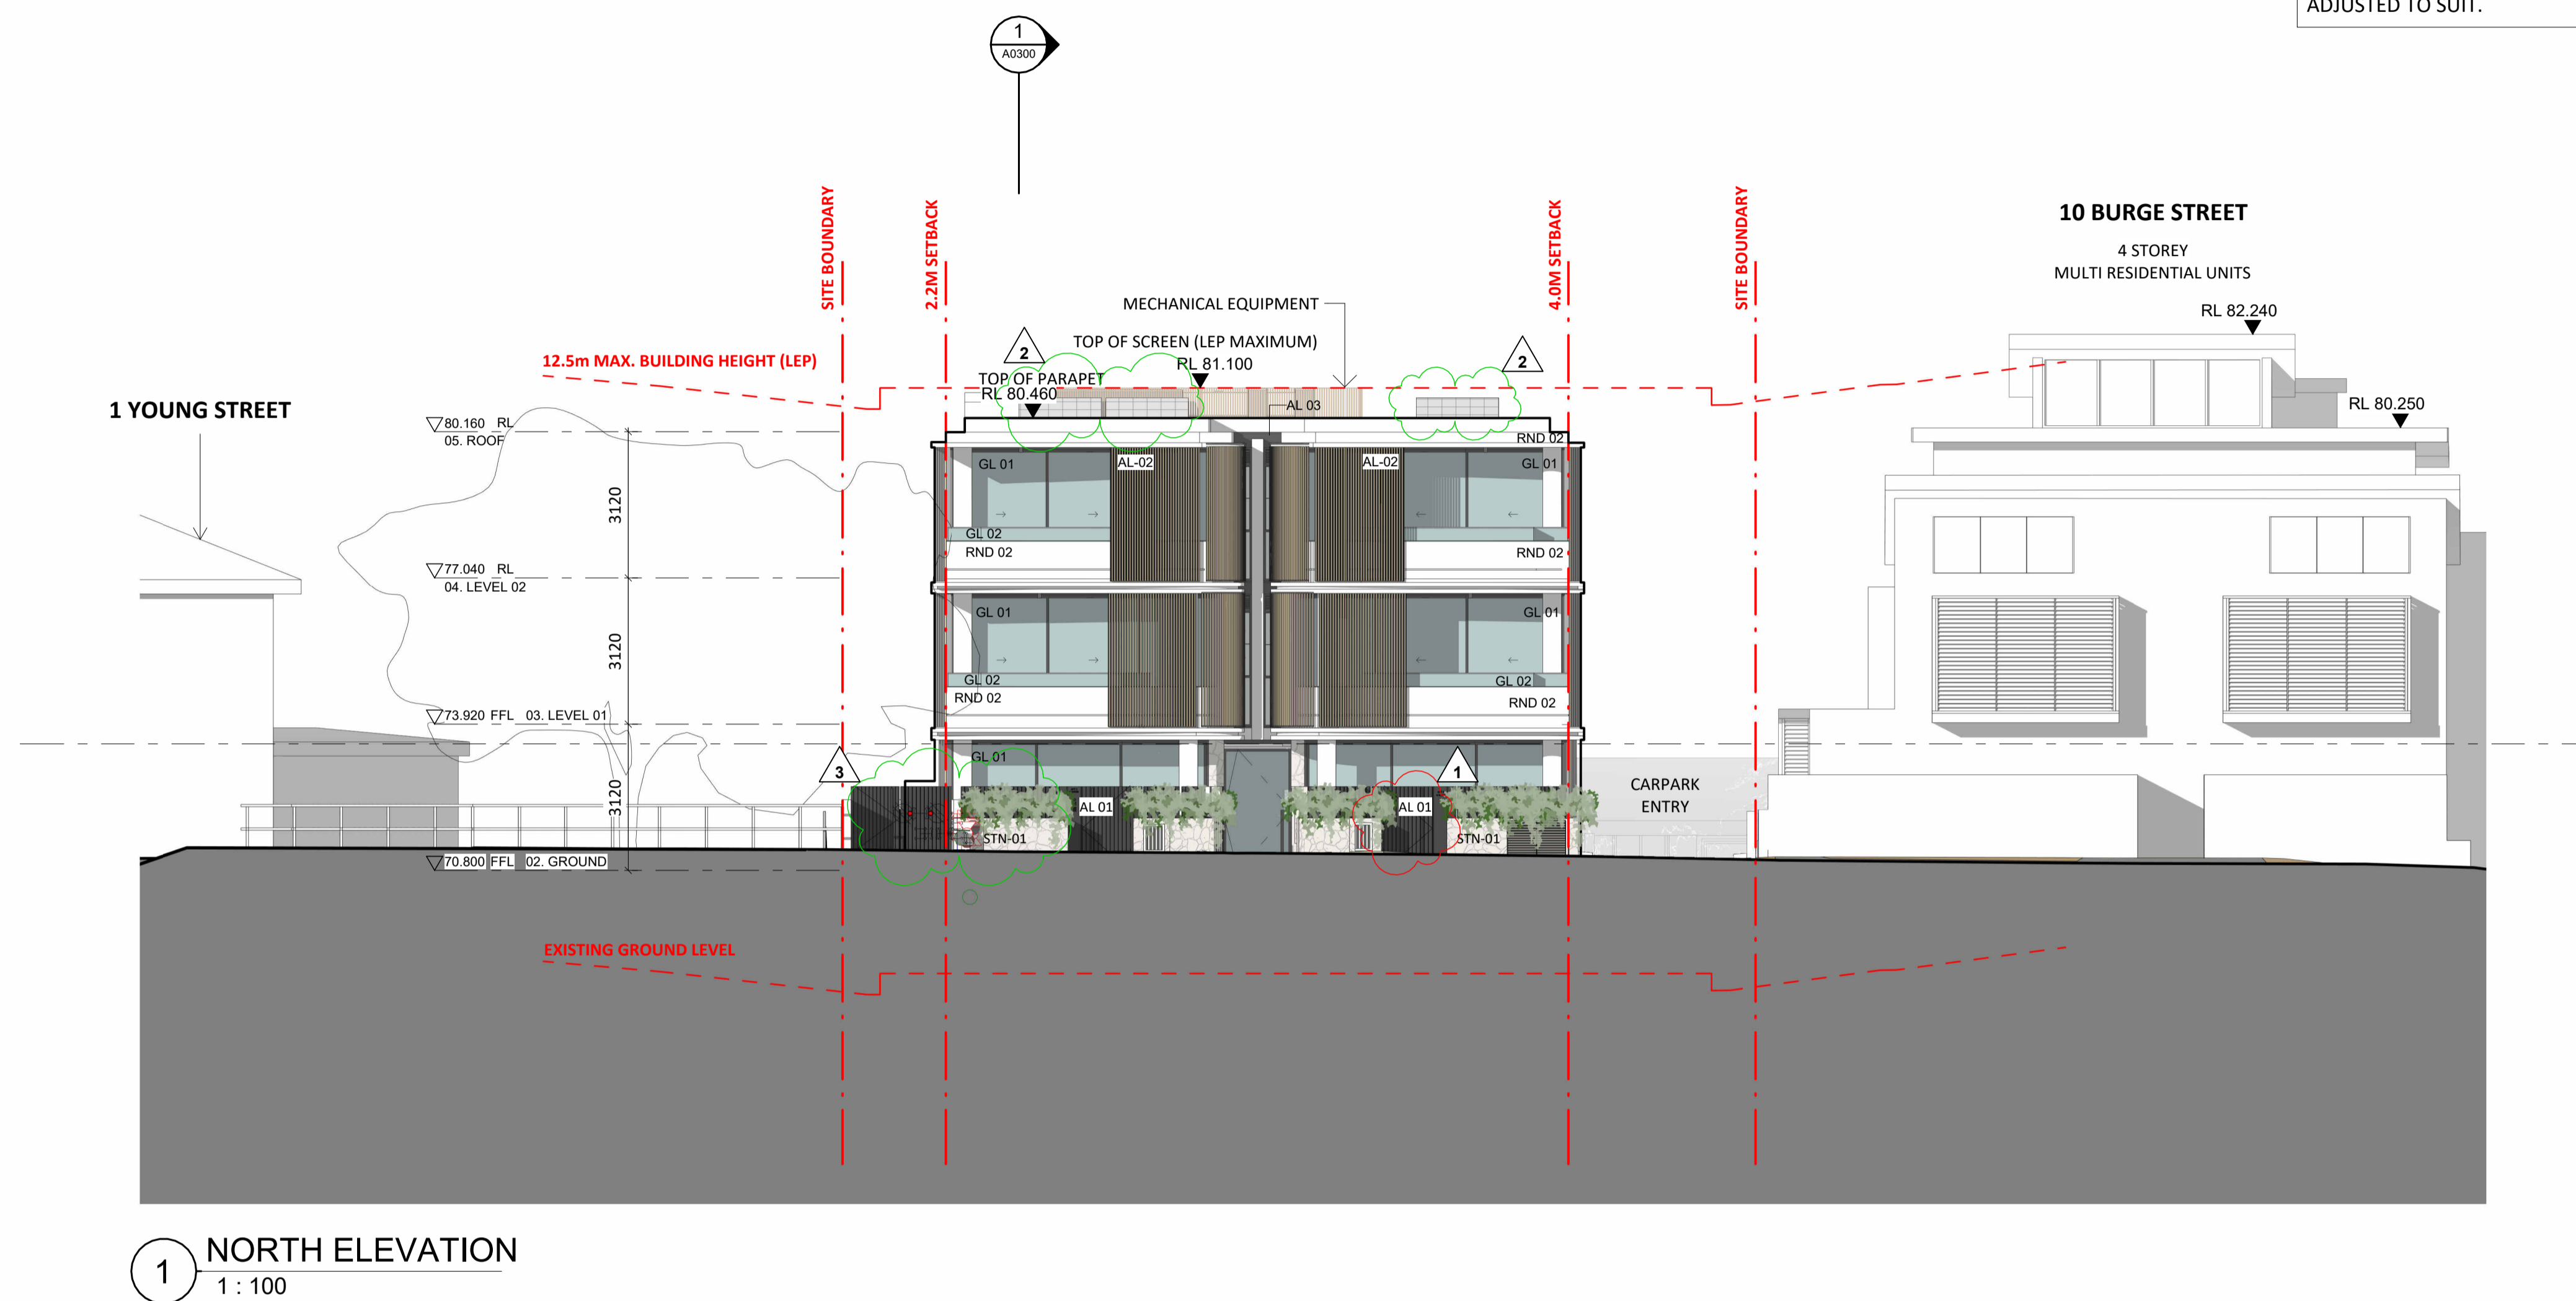 ADJUSTED TO SUIT.
1
A0300
SITE BOUNDARY
2.2M SETBACK
4.0M SETBACK
SITE BOUNDARY
10 BURGE STREET
4 STOREY
MULTI RESIDENTIAL UNITS
RL 82.240
RL 80.250
MECHANICAL EQUIPMENT
2
TOP OF SCREEN (LEP MAXIMUM)
RL 81.100
2
12.5m MAX. BUILDING HEIGHT (LEP)
TOP OF PARAPET
RL 80.460
AL 03
1 YOUNG STREET
80.160 RL
05. ROOF
RND 02
GL 01
AL-02
AL-02
GL 01
3120
GL 02
RND 02
RND 02
77.040 RL
04. LEVEL 02
GL 01
GL 01
3120
GL 02
GL 02
RND 02
RND 02
73.920 FFL 03. LEVEL 01
GL 01
3
1
CARPARK
ENTRY
3120
AL 01
AL 01
STN-01
STN-01
70.800 FFL 02. GROUND
EXISTING GROUND LEVEL
1
NORTH ELEVATION
1 : 100